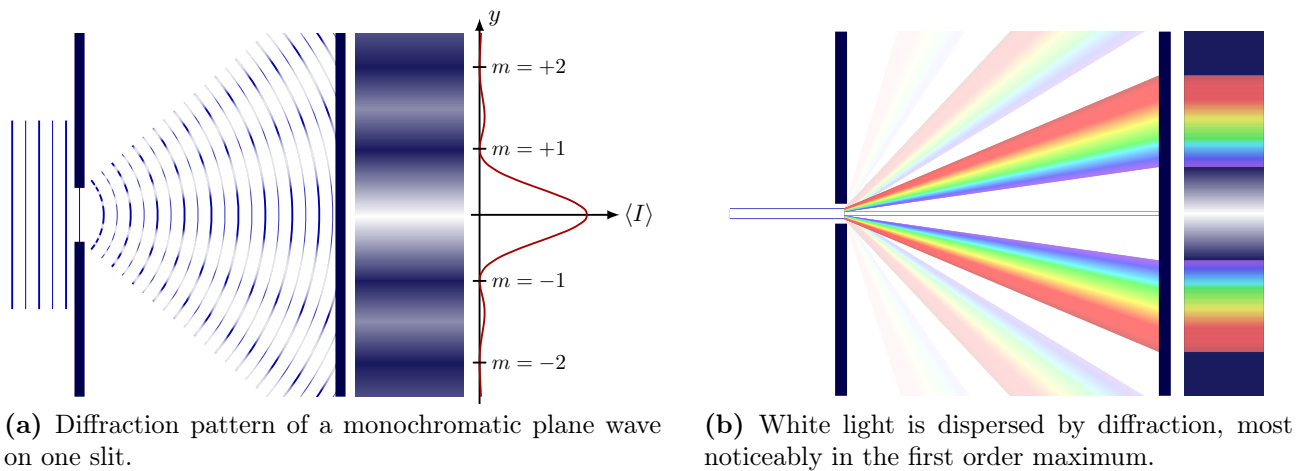 y
m = +2
m = +1
⟨I⟩
m = −1
m = −2
(a) Diffraction pattern of a monochromatic plane wave
on one slit.
(b) White light is dispersed by diffraction, most
noticeably in the first order maximum.